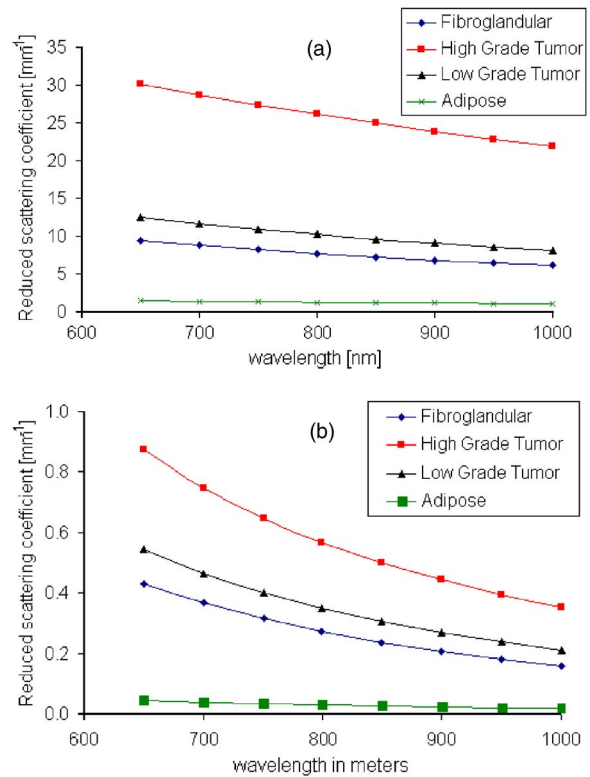 Fibroglandular
High Grade Tumor
Low Grade Tumor
Adipose
(a)
Reduced scattering coefficient [mm-1]
35
30
25
20
15
10
5
0
600
700
800
900
1000
wavelength [nm]
Fibroglandular
High Grade Tumor
Low Grade Tumor
Adipose
(b)
Reduced scattering coefficient [mm-1]
1.0
0.8
0.6
0.4
0.2
0.0
600
700
800
900
1000
wavelength in meters